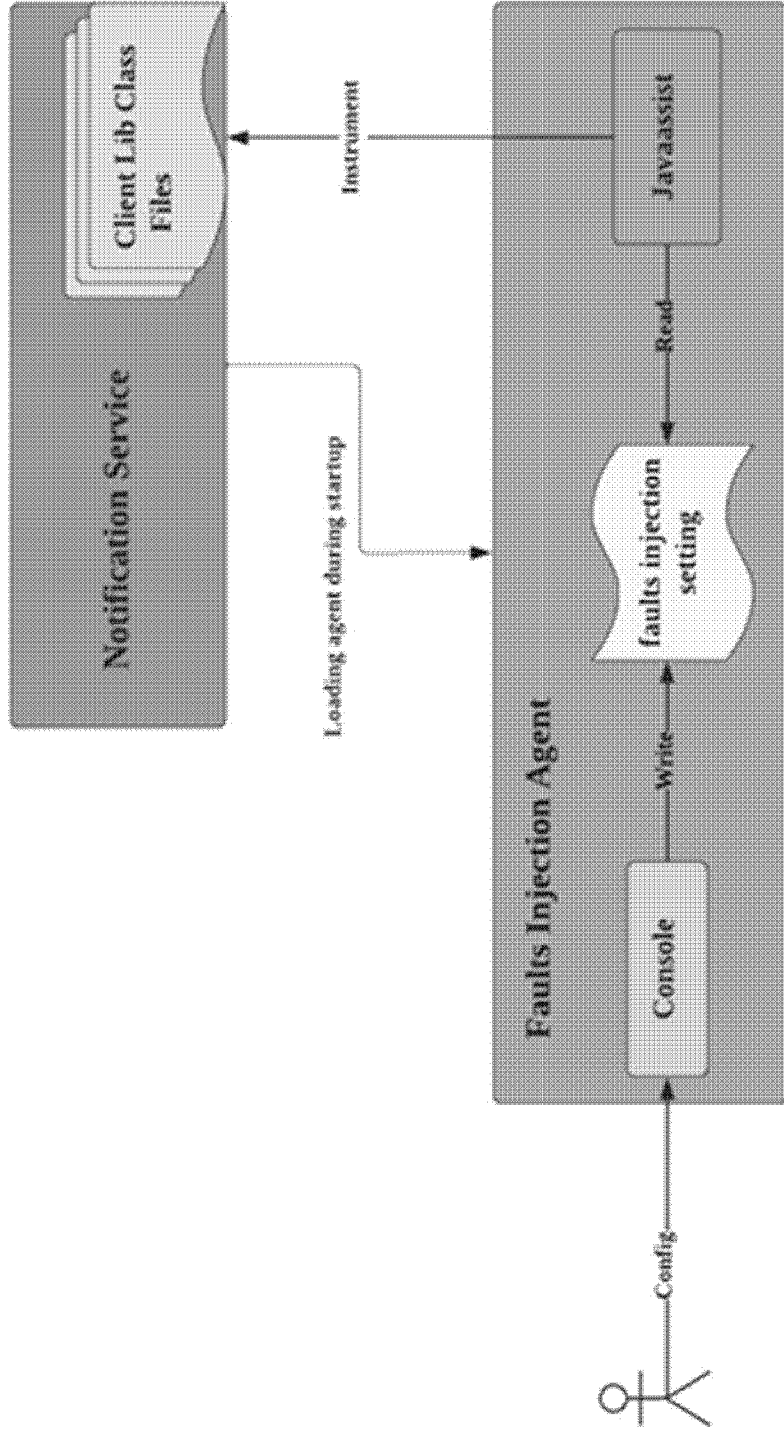 Notification Service
Client Lib Class
Files
Loading agent during startup
Instrument
Faults Injection Agent
Config
Console
Write
faults injection
setting
Read
Javaassist